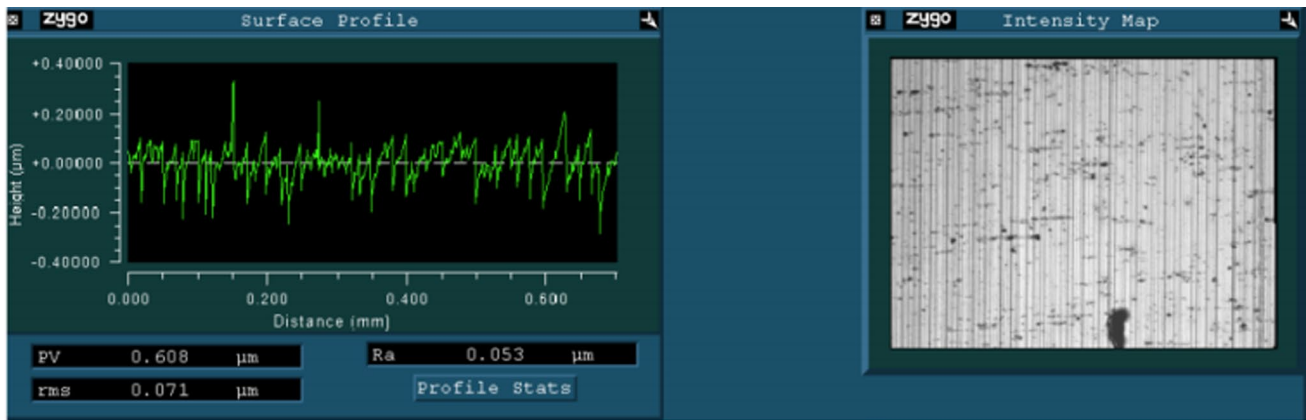 zygo Surface Profile
+0.40000
+0.20000
+0.00000
-0.20000
-0.40000
Height (µm)
0.000 0.200 0.400 0.600
Distance (mm)
PV 0.608 µm
rms 0.071 µm
Ra 0.053 µm
Profile Stats
zygo Intensity Map